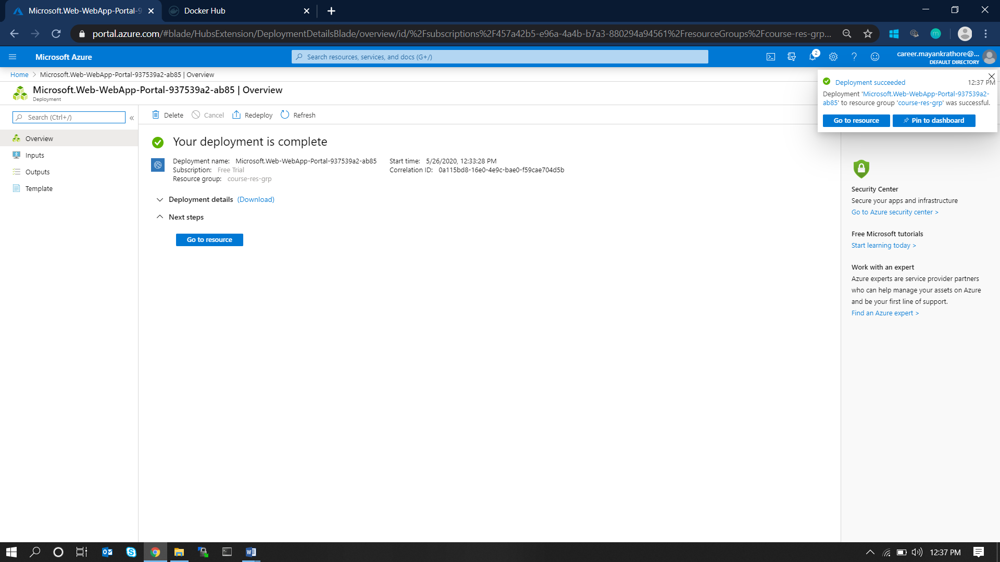 Microsoft.Web-WebApp-Portal-9
Docker Hub
portal.azure.com/#blade/HubsExtension/DeploymentDetailsBlade/overview/id/%2Fsubscriptions%2F457a42b5-e96a-4a4b-b7a3-880294a94561%2FresourceGroups%2Fcourse-res-grp...
m
Microsoft Azure
Search resources, services, and docs (G+/)
2
career.mayankrathore@...
DEFAULT DIRECTORY
Home > Microsoft.Web-WebApp-Portal-937539a2-ab85 | Overview
Microsoft.Web-WebApp-Portal-937539a2-ab85 | Overview
Deployment
Deployment succeeded 12:37 PM
Deployment 'Microsoft.Web-WebApp-Portal-937539a2-
ab85' to resource group 'course-res-grp' was successful.
Go to resource
Pin to dashboard
Search (Ctrl+/)
«
Overview
Inputs
Outputs
Template
Delete Cancel Redeploy Refresh
Your deployment is complete
Deployment name: Microsoft.Web-WebApp-Portal-937539a2-ab85
Subscription: Free Trial
Resource group: course-res-grp
Start time: 5/26/2020, 12:33:28 PM
Correlation ID: 0a115bd8-16e0-4e9c-bae0-f59cae704d5b
Deployment details (Download)
Next steps
Go to resource
Security Center
Secure your apps and infrastructure
Go to Azure security center >
Free Microsoft tutorials
Start learning today >
Work with an expert
Azure experts are service provider partners
who can help manage your assets on Azure
and be your first line of support.
Find an Azure expert >
12:37 PM